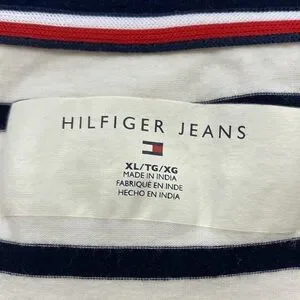 HILFIGER JEANS
XL/TG/XG
MADE IN INDIA
FABRIQUÉ EN INDE
HECHO EN INDIA